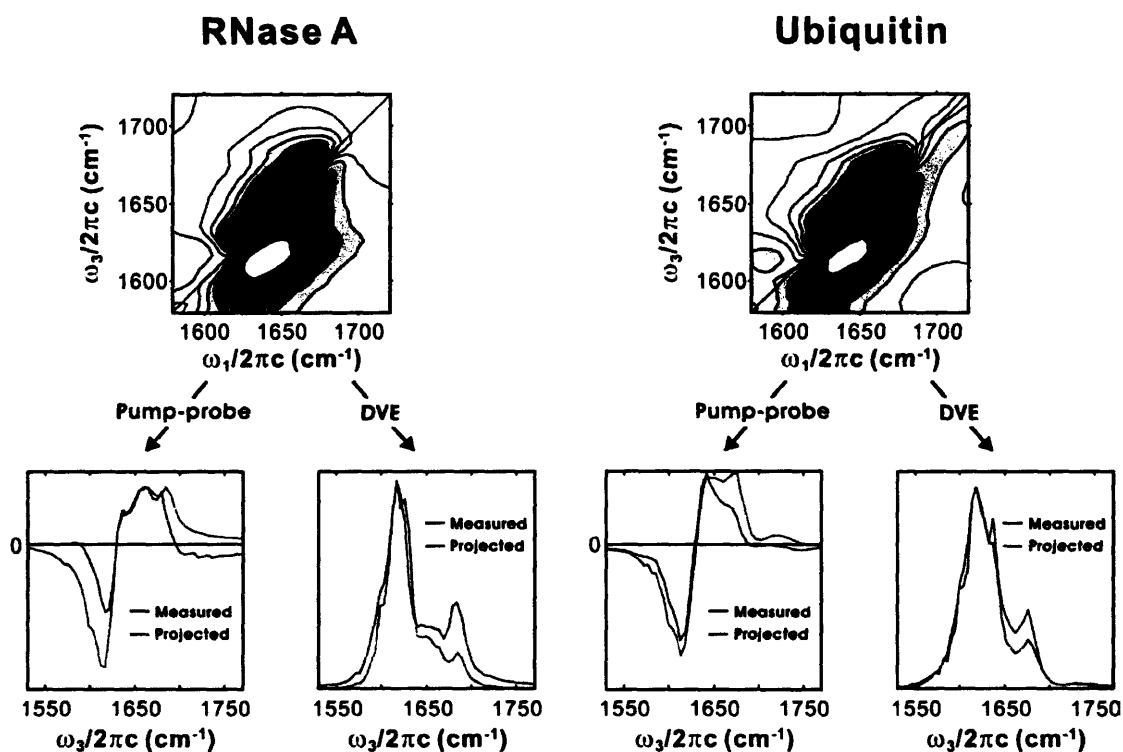 RNase A
Ubiquitin
ω₃/2πc (cm⁻¹)
1700
1650
1600
1600 1650 1700
ω₁/2πc (cm⁻¹)
ω₃/2πc (cm⁻¹)
1700
1650
1600
1600 1650 1700
ω₁/2πc (cm⁻¹)
Pump-probe
DVE
Pump-probe
DVE
0
Measured
Projected
1550 1650 1750
ω₃/2πc (cm⁻¹)
Measured
Projected
1550 1650 1750
ω₃/2πc (cm⁻¹)
0
Measured
Projected
1550 1650 1750
ω₃/2πc (cm⁻¹)
Measured
Projected
1550 1650 1750
ω₃/2πc (cm⁻¹)